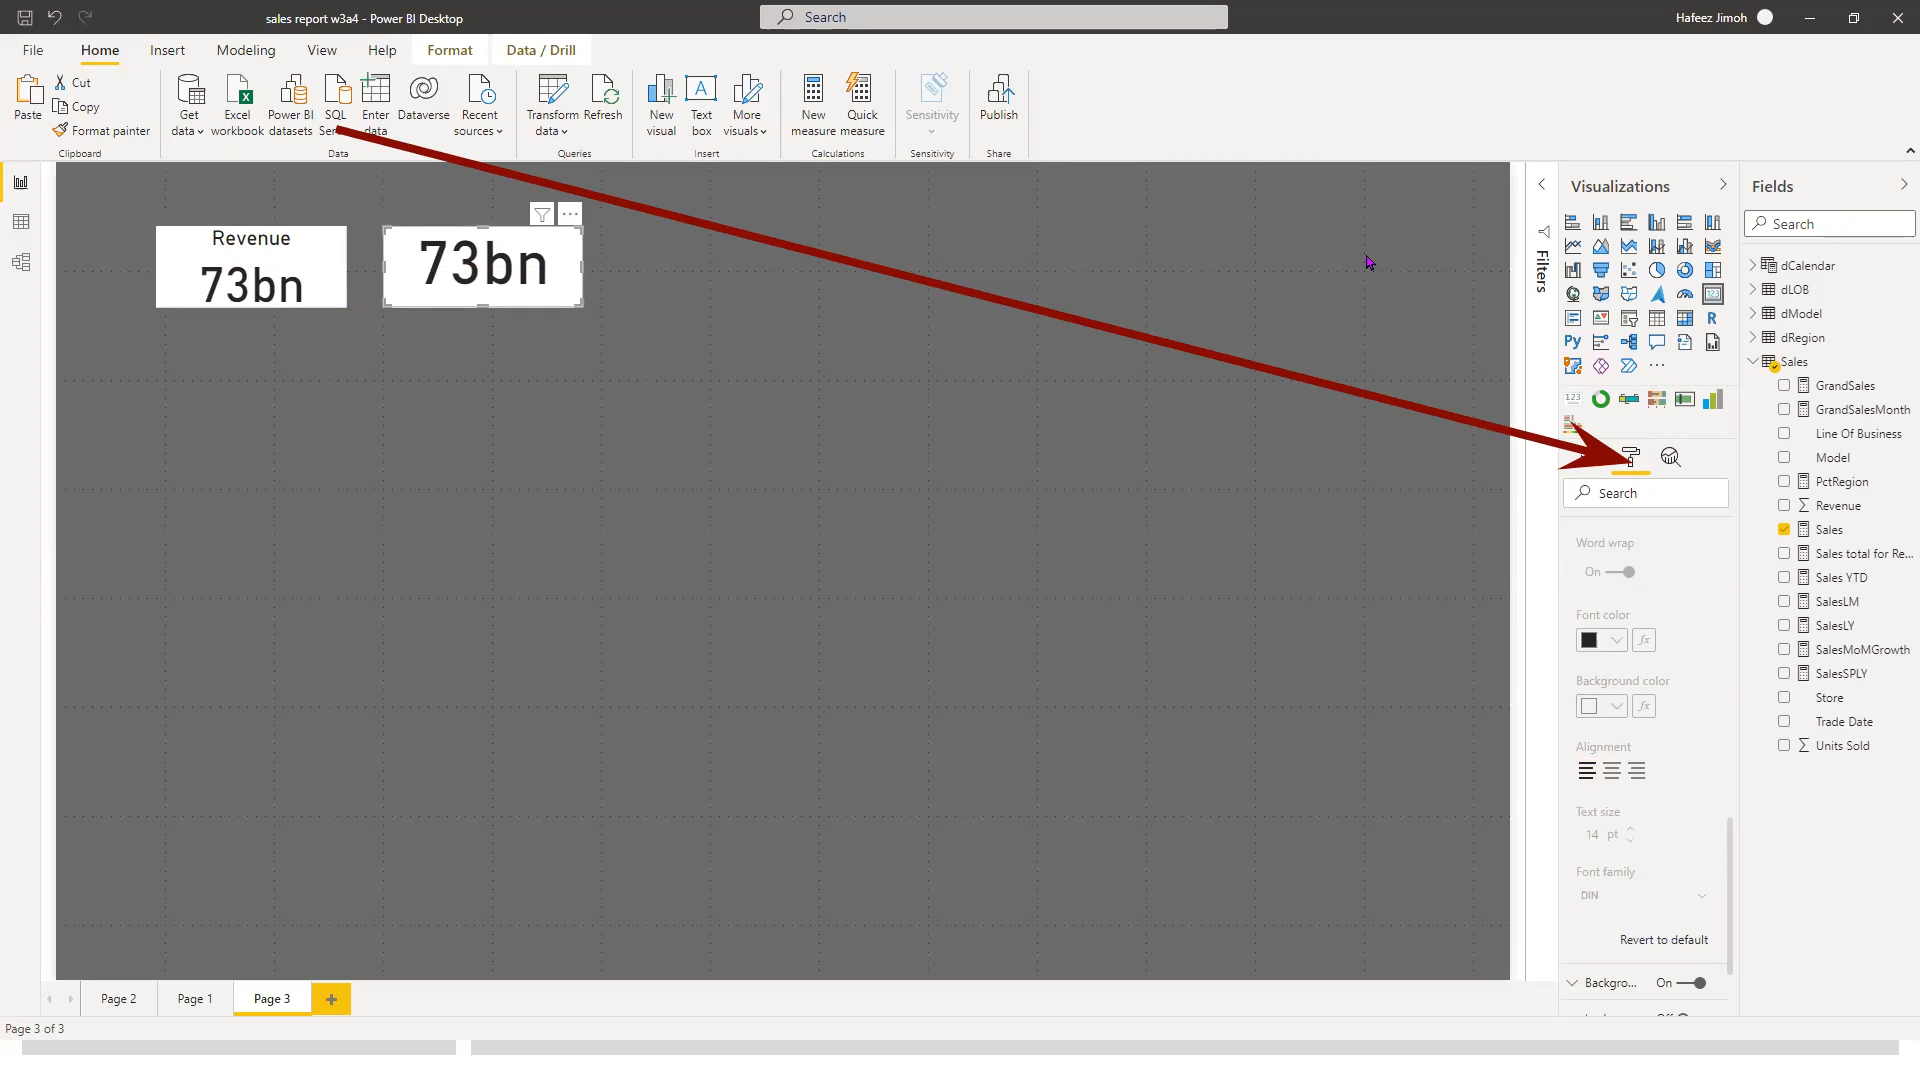 sales report w3a4 - Power BI Desktop
Search
Hafeez Jimoh
File
Home
Insert
Modeling
View
Help
Format
Data / Drill
Paste
Cut
Copy
Format painter
Clipboard
Get
data
Excel
workbook
Power BI
datasets
SQL
Enter
data
Dataverse
Recent
sources
Data
Transform
data
Refresh
Queries
New
visual
Text
box
More
visuals
Insert
New
measure
Quick
measure
Calculations
Sensitivity
Sensitivity
Publish
Share
Revenue
73bn
73bn
Filters
Visualizations
R
Py
123
Search
Word wrap
On
Font color
fx
Background color
fx
Alignment
Text size
14 pt
Font family
DIN
Revert to default
Backgro...
On
Fields
Search
dCalendar
dLOB
dModel
dRegion
Sales
GrandSales
GrandSalesMonth
Line Of Business
Model
PctRegion
Revenue
Sales
Sales total for Re...
Sales YTD
SalesLM
SalesLY
SalesMoMGrowth
SalesSPLY
Store
Trade Date
Units Sold
Page 2
Page 1
Page 3
Page 3 of 3